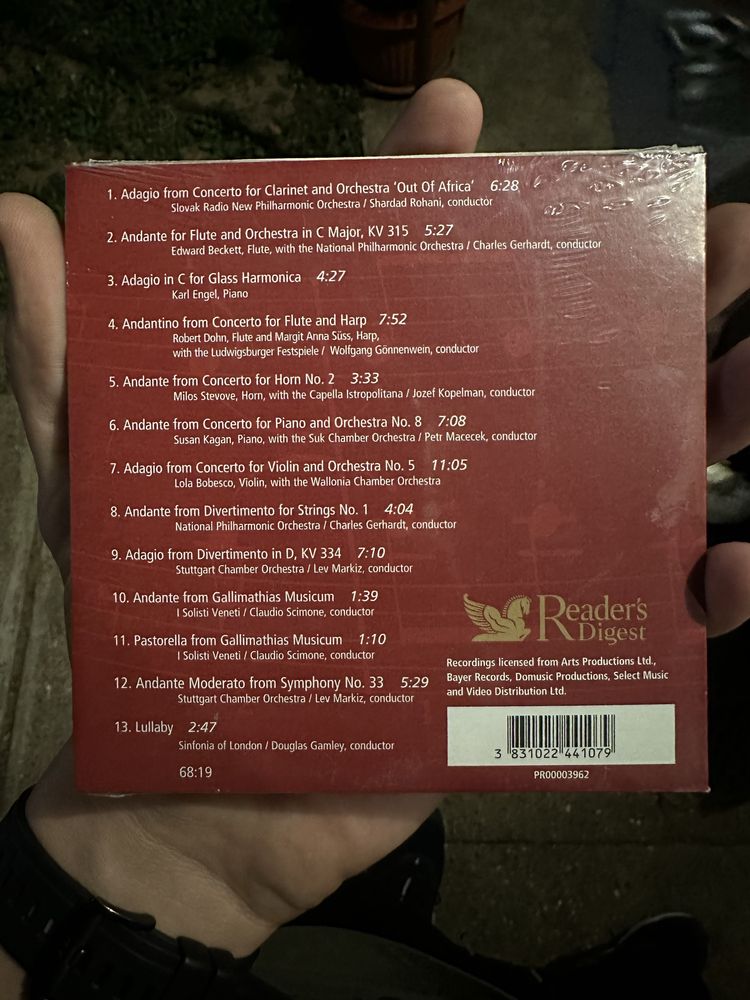 1. Adagio from Concerto for Clarinet and Orchestra 'Out Of Africa' 6:28
Slovak Radio New Philharmonic Orchestra / Shardad Rohani, conductor
2. Andante for Flute and Orchestra in C Major, KV 315 5:27
Edward Beckett, Flute, with the National Philharmonic Orchestra / Charles Gerhardt, conductor
3. Adagio in C for Glass Harmonica 4:27
Karl Engel, Piano
4. Andantino from Concerto for Flute and Harp 7:52
Robert Dohn, Flute and Margit Anna Süss, Harp,
with the Ludwigsburger Festspiele / Wolfgang Gönnenwein, conductor
5. Andante from Concerto for Horn No. 2 3:33
Milos Stevove, Horn, with the Capella Istropolitana / Jozef Kopelman, conductor
6. Andante from Concerto for Piano and Orchestra No. 8 7:08
Susan Kagan, Piano, with the Suk Chamber Orchestra / Petr Macecek, conductor
7. Adagio from Concerto for Violin and Orchestra No. 5 11:05
Lola Bobesco, Violin, with the Wallonia Chamber Orchestra
8. Andante from Divertimento for Strings No. 1 4:04
National Philharmonic Orchestra / Charles Gerhardt, conductor
9. Adagio from Divertimento in D, KV 334 7:10
Stuttgart Chamber Orchestra / Lev Markiz, conductor
10. Andante from Gallimathias Musicum 1:39
I Solisti Veneti / Claudio Scimone, conductor
11. Pastorella from Gallimathias Musicum 1:10
I Solisti Veneti / Claudio Scimone, conductor
12. Andante Moderato from Symphony No. 33 5:29
Stuttgart Chamber Orchestra / Lev Markiz, conductor
13. Lullaby 2:47
Sinfonia of London / Douglas Gamley, conductor
68:19
Reader's
Digest
Recordings licensed from Arts Productions Ltd.,
Bayer Records, Domusic Productions, Select Music
and Video Distribution Ltd.
3 831022 441079
PR00003962